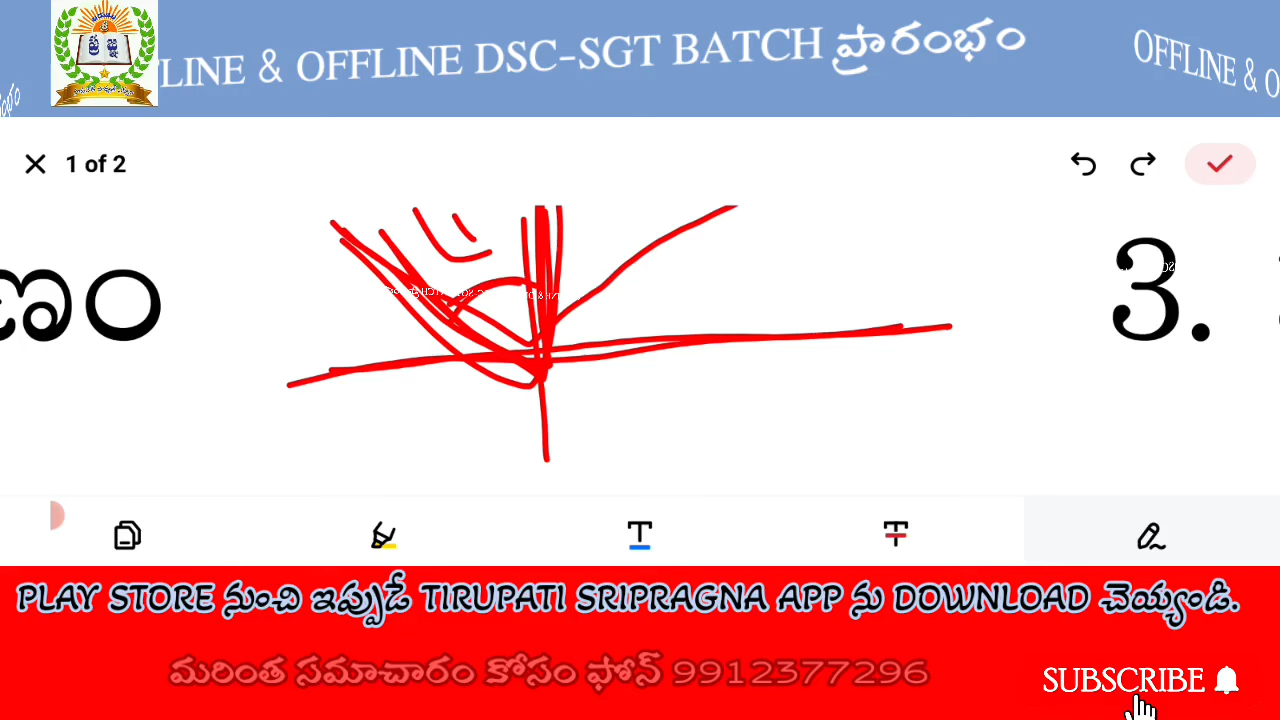 LINE & OFFLINE DSC-SGT BATCH ప్రారంభం
OFFLINE & O
1 of 2
ణం
3.
PLAY STORE నుంచి ఇప్పుడే TIRUPATI SRIPRAGNA APP ను DOWNLOAD చెయ్యండి.
మరింత సమాచారం కోసం ఫోన్ 9912377296
SUBSCRIBE